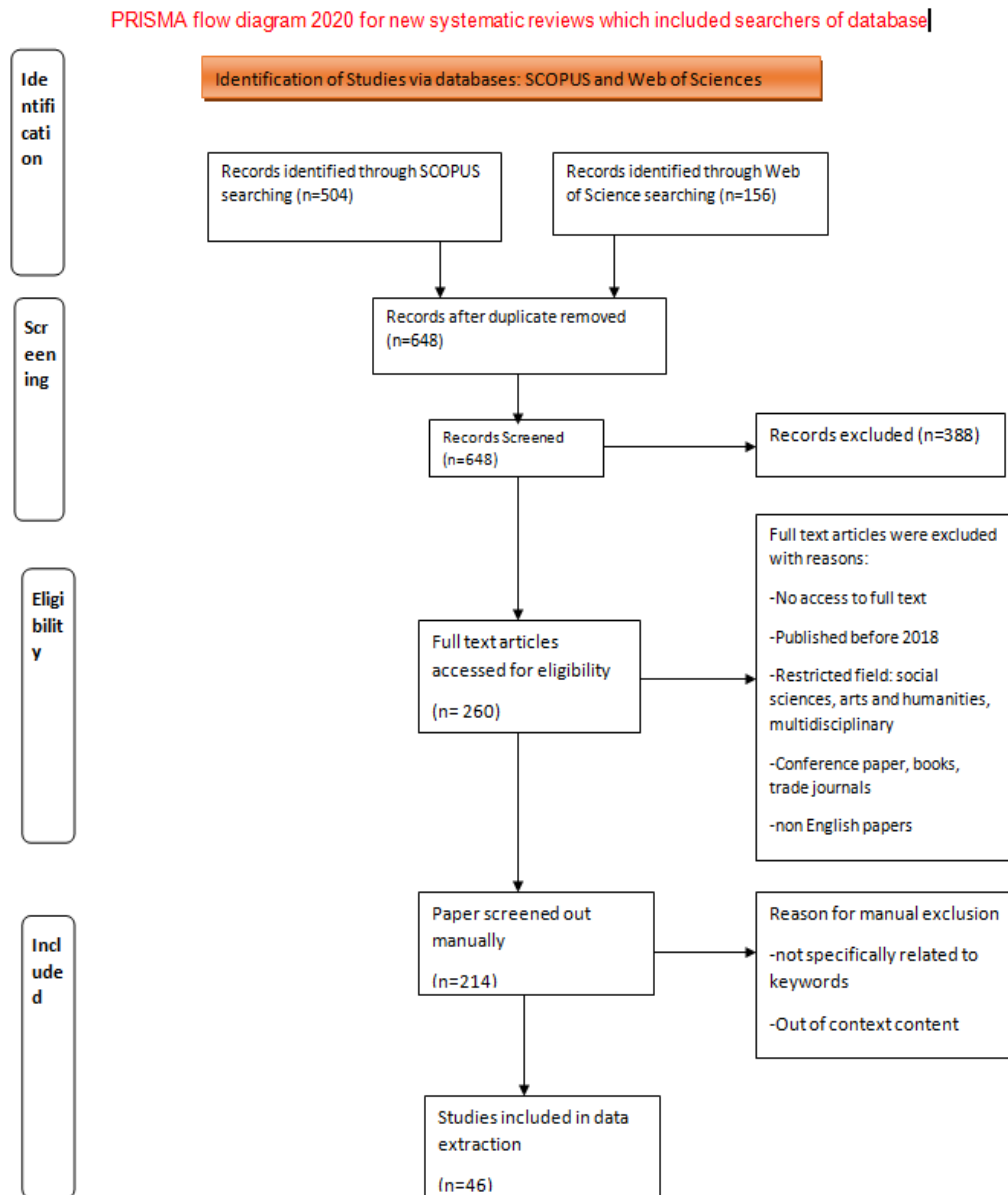 PRISMA flow diagram 2020 for new systematic reviews which included searchers of database
Ide
ntifi
cati
on
Identification of Studies via databases: SCOPUS and Web of Sciences
Records identified through SCOPUS
searching (n=504)
Records identified through Web
of Science searching (n=156)
Scr
een
ing
Records after duplicate removed
(n=648)
Records Screened
(n=648)
Records excluded (n=388)
Eligi
bilit
y
Full text articles
accessed for eligibility
(n= 260)
Full text articles were excluded
with reasons:
-No access to full text
-Published before 2018
-Restricted field: social
sciences, arts and humanities,
multidisciplinary
-Conference paper, books,
trade journals
-non English papers
Incl
ude
d
Paper screened out
manually
(n=214)
Reason for manual exclusion
-not specifically related to
keywords
-Out of context content
Studies included in data
extraction
(n=46)